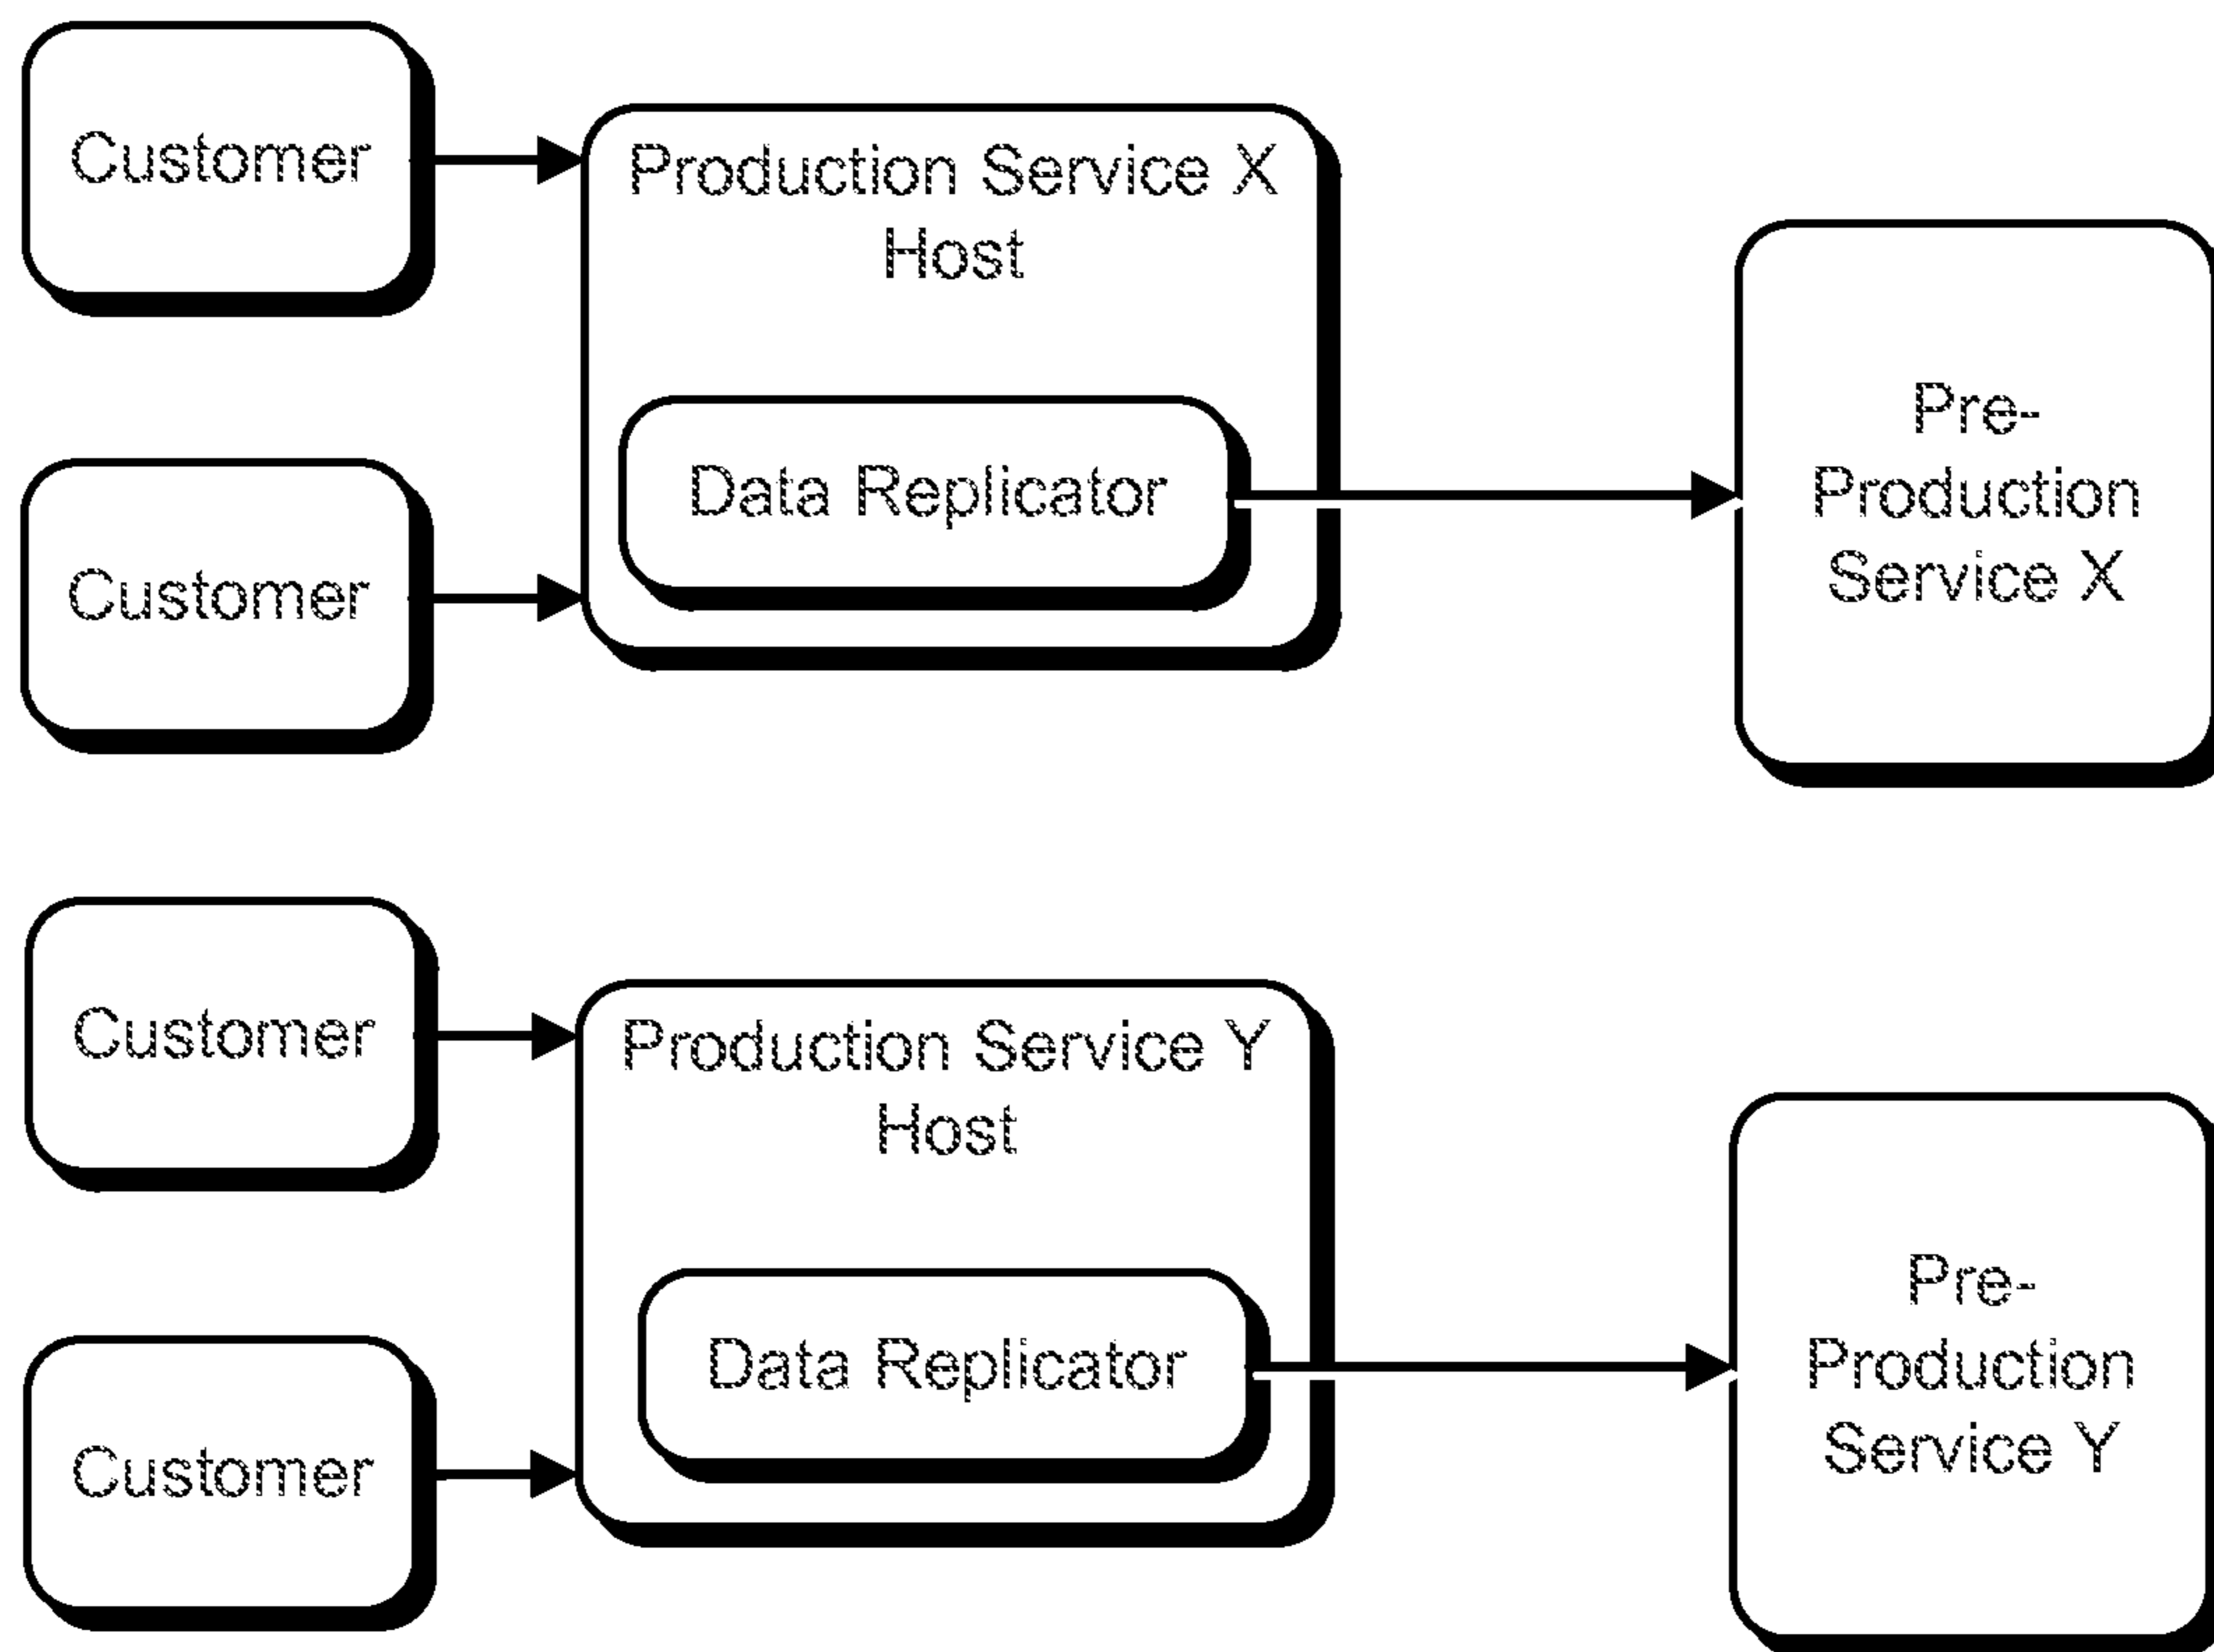 Customer
Production Service X
Host
Data Replicator
Customer
Pre-
Production
Service X
Customer
Production Service Y
Host
Data Replicator
Customer
Pre-
Production
Service Y